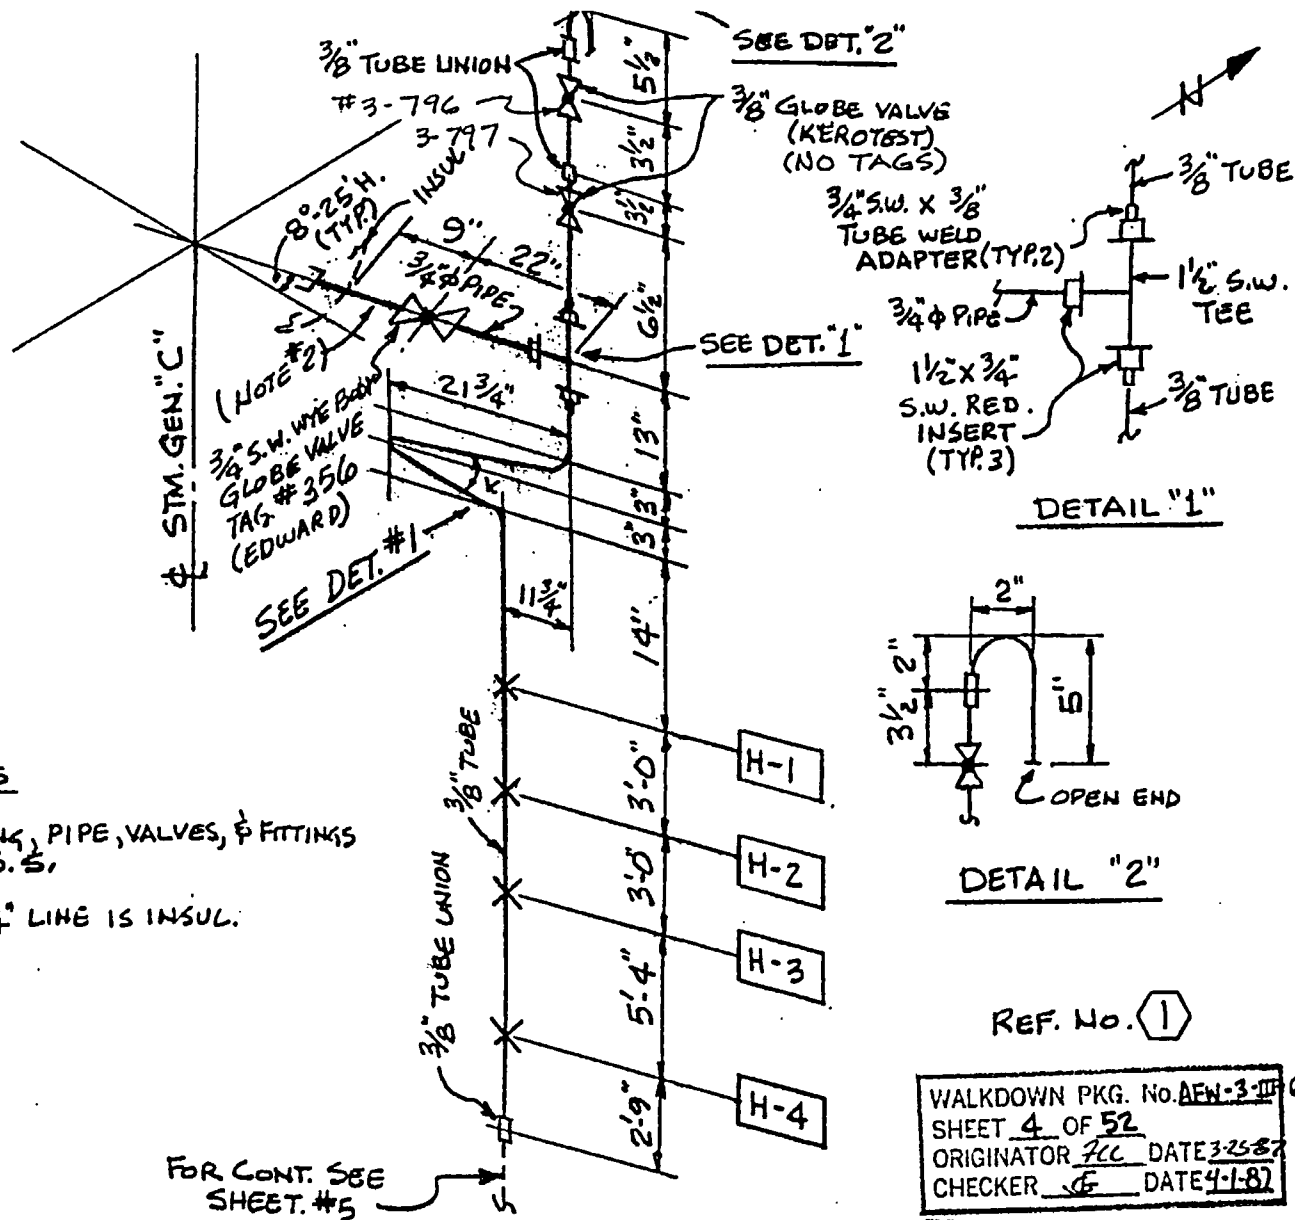 SEE DET. "2"
3/8" TUBE UNION
#3-796
3-797
3/8" GLOBE VALVE
(KEROTEST)
(NO TAGS)
5 1/2"
3 1/2"
3 1/2"
6 1/2"
13"
3"
3"
14"
3'-0"
3'-0"
5'-4"
2'-9"
N
INSUL
8°-25' H.
(TYP.)
9"
22"
3/4" φ PIPE
SEE DET. "1"
(NOTE #2)
21 3/4"
3/4" S.W. WYE BODY
GLOBE VALVE
TAG # 356
(EDWARD)
SEE DET. #1
11 3/4"
℄ STM. GEN. "C"
3/4" S.W. X 3/8"
TUBE WELD
ADAPTER (TYP. 2)
3/8" TUBE
1 1/2" S.W.
TEE
3/4 φ PIPE
1 1/2" X 3/4"
S.W. RED.
INSERT
(TYP. 3)
3/8" TUBE
DETAIL "1"
2"
2"
3 1/2"
5"
OPEN END
DETAIL "2"
H-1
H-2
H-3
H-4
3/8" TUBE
3/8" TUBE UNION
PIPE, VALVES, & FITTINGS
S.S.
LINE IS INSUL.
FOR CONT. SEE
SHEET. #5
REF. No. 1
WALKDOWN PKG. No. AFW-3-III
SHEET 4 OF 52
ORIGINATOR DATE 3-25-87
CHECKER DATE 4-1-87